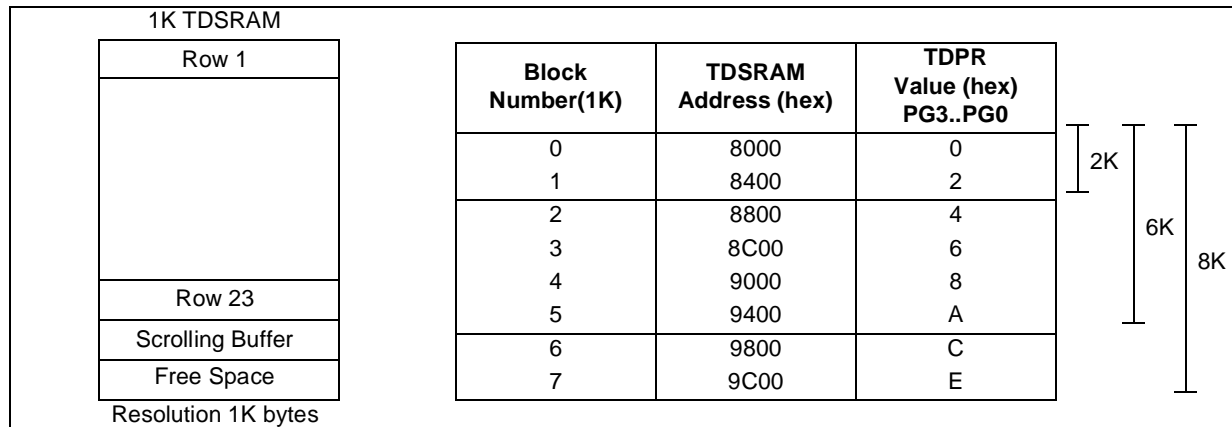 1K TDSRAM
Row 1
Row 23
Scrolling Buffer
Free Space
Resolution 1K bytes
Block Number(1K) TDSRAM Address (hex) TDPR Value (hex) PG3..PG0
0 8000 0
1 8400 2
2 8800 4
3 8C00 6
4 9000 8
5 9400 A
6 9800 C
7 9C00 E
2K
6K
8K